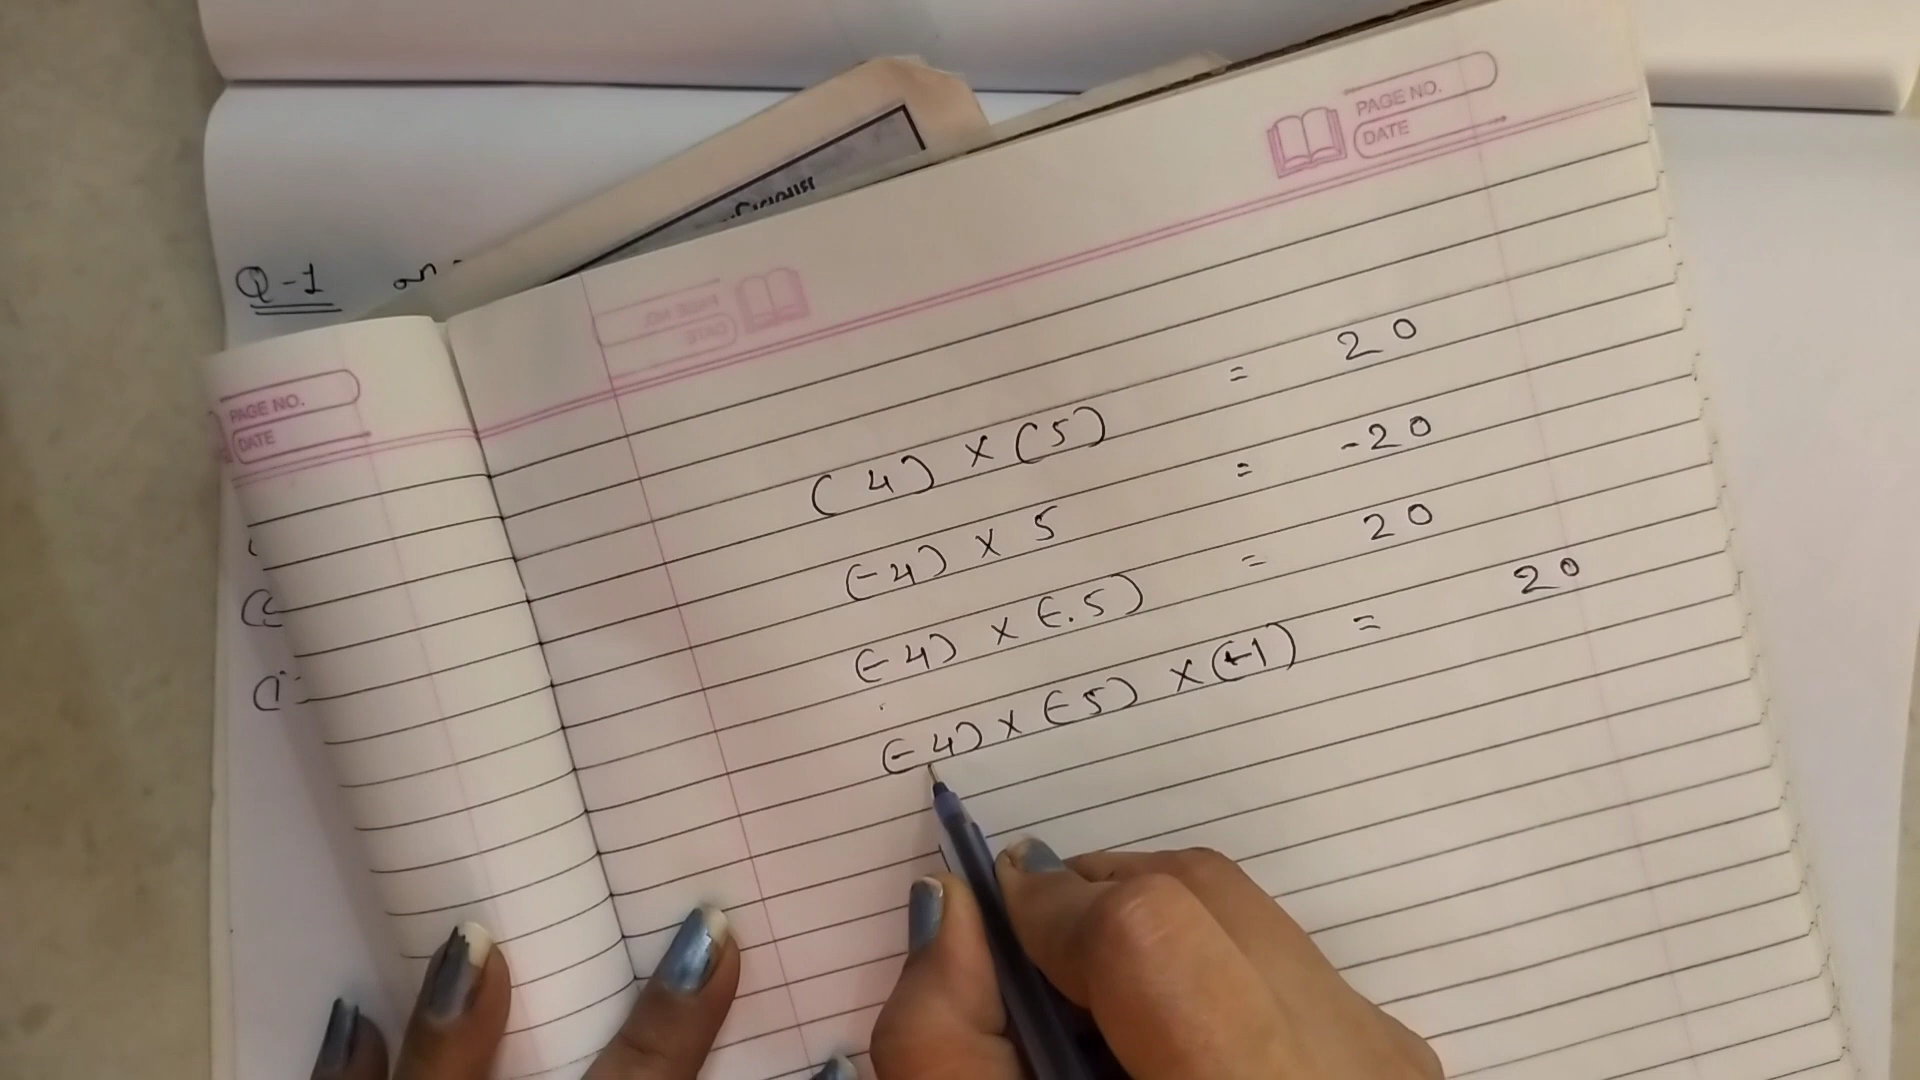 PAGE NO.
DATE
Q-1
PAGE NO.
DATE
(4) × (5) = 20
(-4) × 5 = -20
(-4) × (-5) = 20
(-4) × (-5) × (+1) = 20